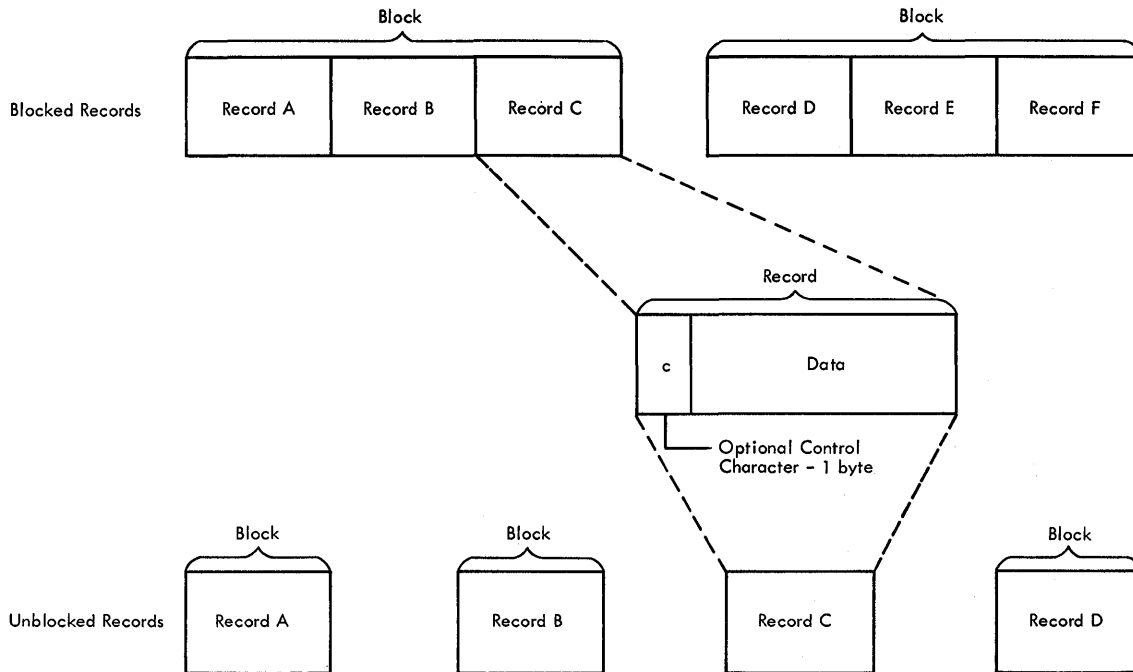 Block
Block
Blocked Records
Record A
Record B
Record C
Record D
Record E
Record F
Record
c
Data
Optional Control
Character - 1 byte
Block
Block
Block
Unblocked Records
Record A
Record B
Record C
Record D